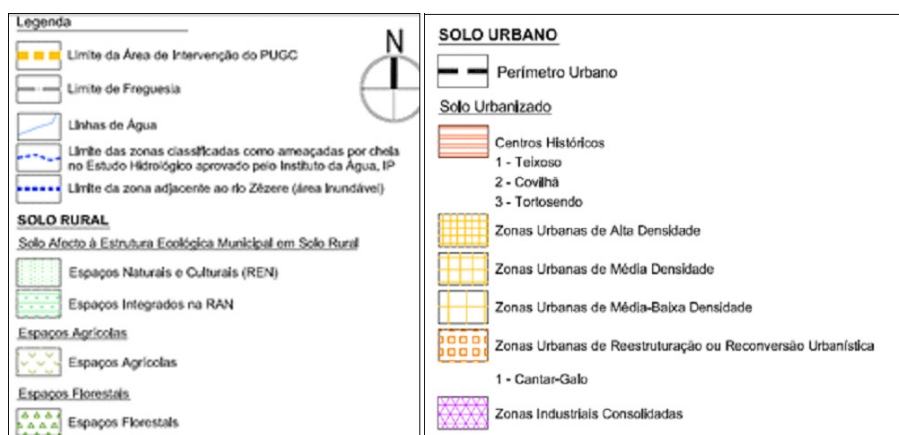 Legenda
N
Limite da Área de Intervenção do PUGC
Limite de Freguesia
Linhas de Água
Limite das zonas classificadas como ameaçadas por cheia
no Estudo Hidrológico aprovado pelo Instituto da Água, IP
Limite da zona adjacente ao rio Zêzere (área inundável)
SOLO RURAL
Solo Afecto à Estrutura Ecológica Municipal em Solo Rural
Espaços Naturais e Culturais (REN)
Espaços Integrados na RAN
Espaços Agrícolas
Espaços Agrícolas
Espaços Florestais
Espaços Florestais
SOLO URBANO
Perímetro Urbano
Solo Urbanizado
Centros Históricos
1 - Teixoso
2 - Covilhã
3 - Tortosendo
Zonas Urbanas de Alta Densidade
Zonas Urbanas de Média Densidade
Zonas Urbanas de Média-Baixa Densidade
Zonas Urbanas de Reestruturação ou Reconversão Urbanística
1 - Cantar-Galo
Zonas Industriais Consolidadas